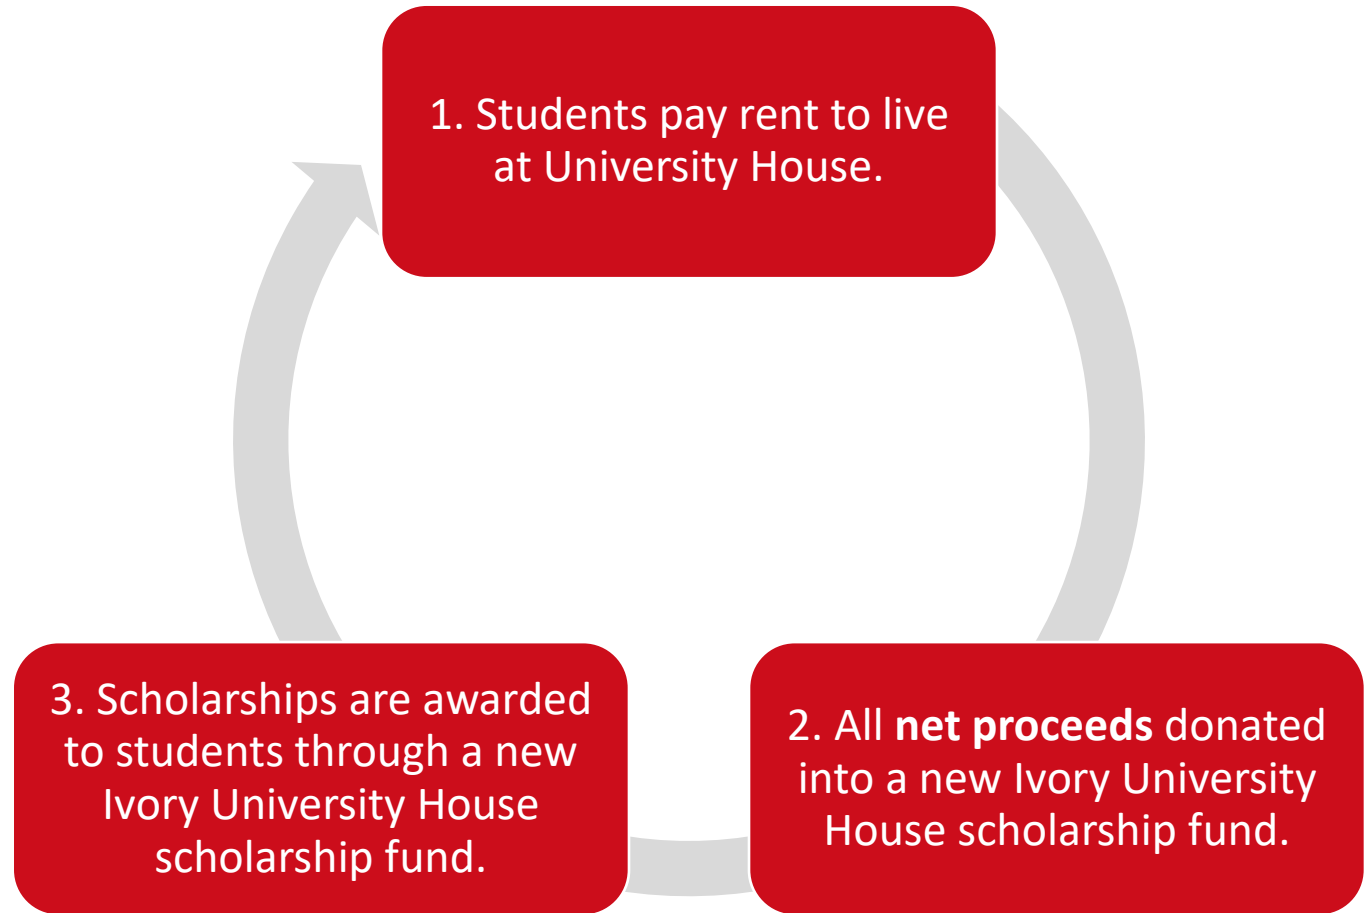 1. Students pay rent to live
at University House.
2. All net proceeds donated
into a new Ivory University
House scholarship fund.
3. Scholarships are awarded
to students through a new
Ivory University House
scholarship fund.